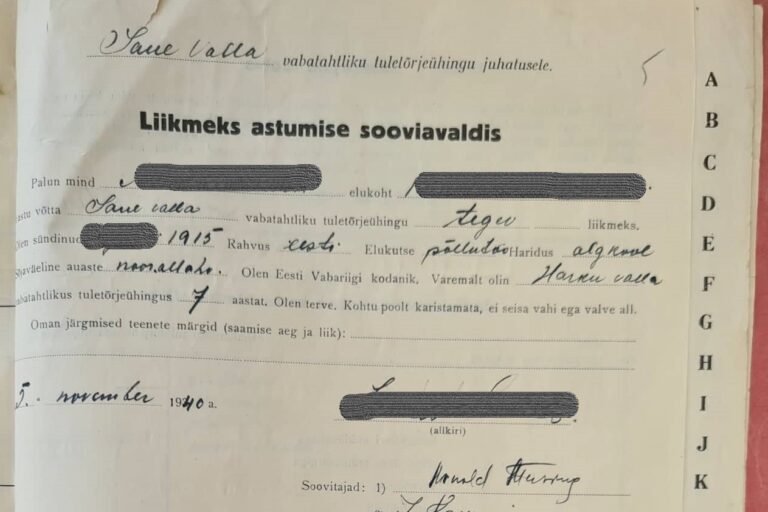 Saue Valla vabatahtliku tuletõrjeühingu juhatusele.
Liikmeks astumise sooviavaldis
Palun mind elukoht
vastu võtta Saue valla vabatahtliku tuletõrjeühingu tegev liikmeks.
Olen sündinud 1915 Rahvus eesti Elukutse põllutöö Haridus algkool
Sõjaväeline auaste noorallohv. Olen Eesti Vabariigi kodanik. Varemalt olin Harku valla
vabatahtlikus tuletõrjeühingus 7 aastat. Olen terve. Kohtu poolt karistamata, ei seisa vahi ega valve all.
Oman järgmised teenete märgid (saamise aeg ja liik):
5. november 1940 a.
(allkiri)
Soovitajad: 1)
A
B
C
D
E
F
G
H
I
J
K